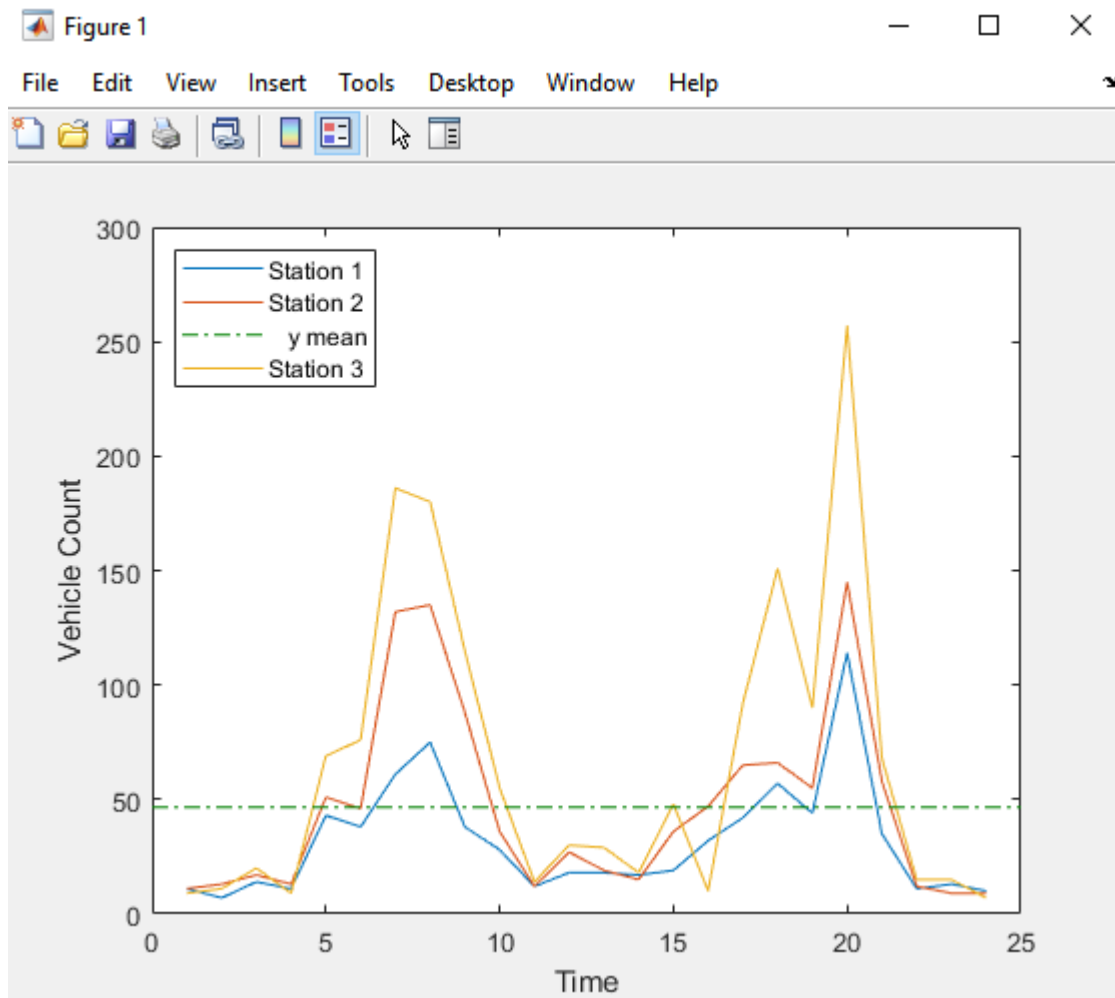 Figure 1
File Edit View Insert Tools Desktop Window Help
300
250
200
150
100
50
0
Vehicle Count
Station 1
Station 2
y mean
Station 3
0 5 10 15 20 25
Time